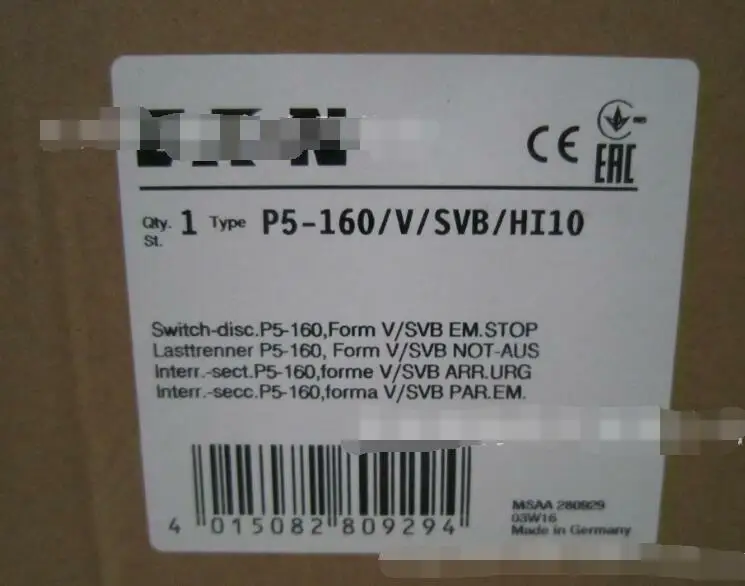 CE
EAC
Qty. 1 Type P5-160/V/SVB/HI10
St.
Switch-disc.P5-160,Form V/SVB EM.STOP
Lasttrenner P5-160, Form V/SVB NOT-AUS
Interr.-sect.P5-160,forme V/SVB ARR.URG
Interr.-secc.P5-160,forma V/SVB PAR.EM.
4 015082 809294
MSAA 280929
03W16
Made in Germany